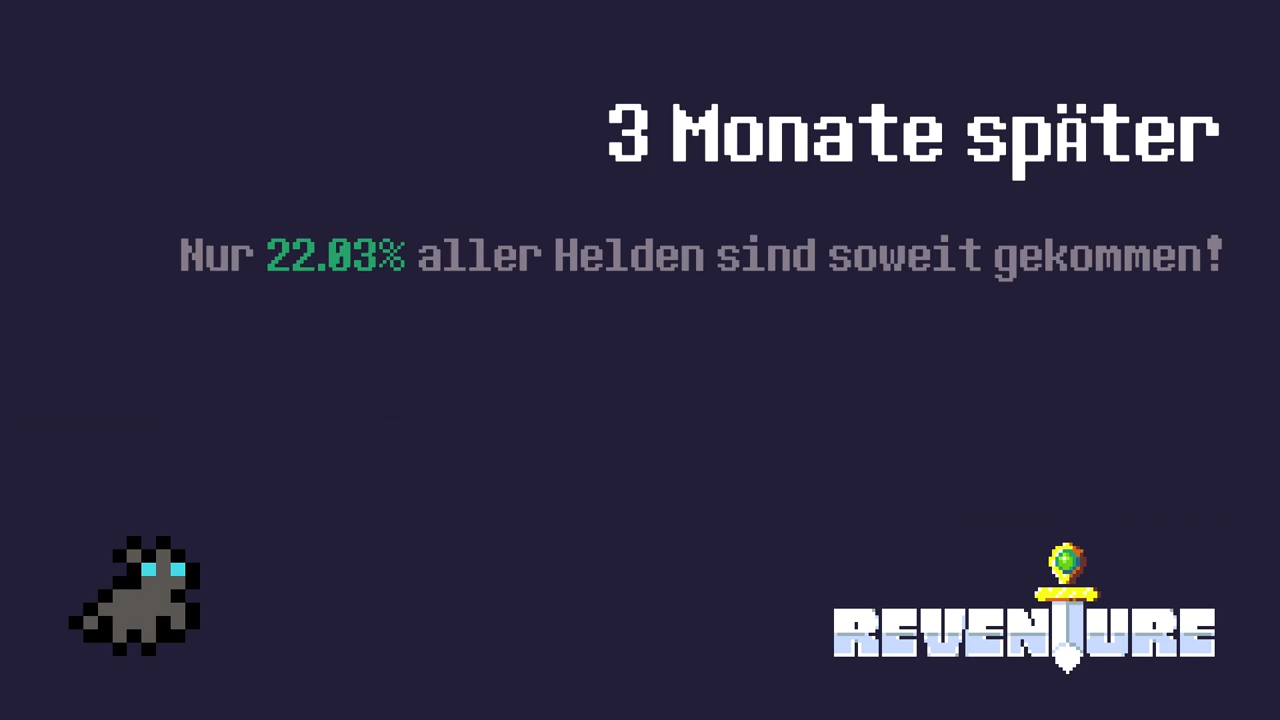 3 Monate später
Nur 22.03% aller Helden sind soweit gekommen!
REVENTURE